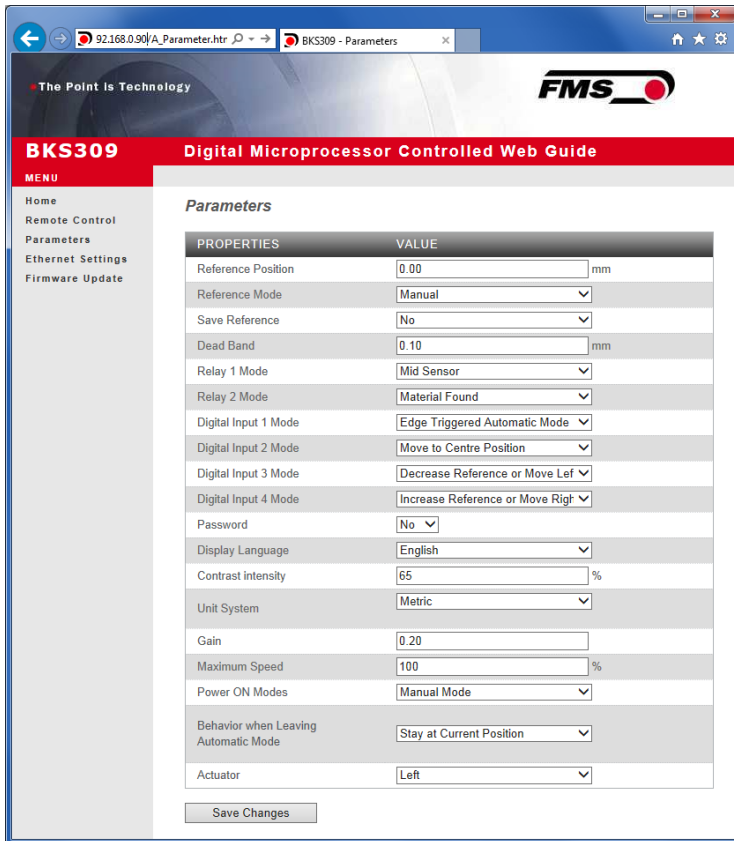 92.168.0.90/A_Parameter.htr
BKS309 - Parameters
The Point is Technology
FMS
BKS309 Digital Microprocessor Controlled Web Guide
MENU
Home
Remote Control
Parameters
Ethernet Settings
Firmware Update
Parameters
PROPERTIES VALUE
Reference Position 0.00 mm
Reference Mode Manual
Save Reference No
Dead Band 0.10 mm
Relay 1 Mode Mid Sensor
Relay 2 Mode Material Found
Digital Input 1 Mode Edge Triggered Automatic Mode
Digital Input 2 Mode Move to Centre Position
Digital Input 3 Mode Decrease Reference or Move Lef
Digital Input 4 Mode Increase Reference or Move Righ
Password No
Display Language English
Contrast intensity 65 %
Unit System Metric
Gain 0.20
Maximum Speed 100 %
Power ON Modes Manual Mode
Behavior when Leaving
Automatic Mode Stay at Current Position
Actuator Left
Save Changes